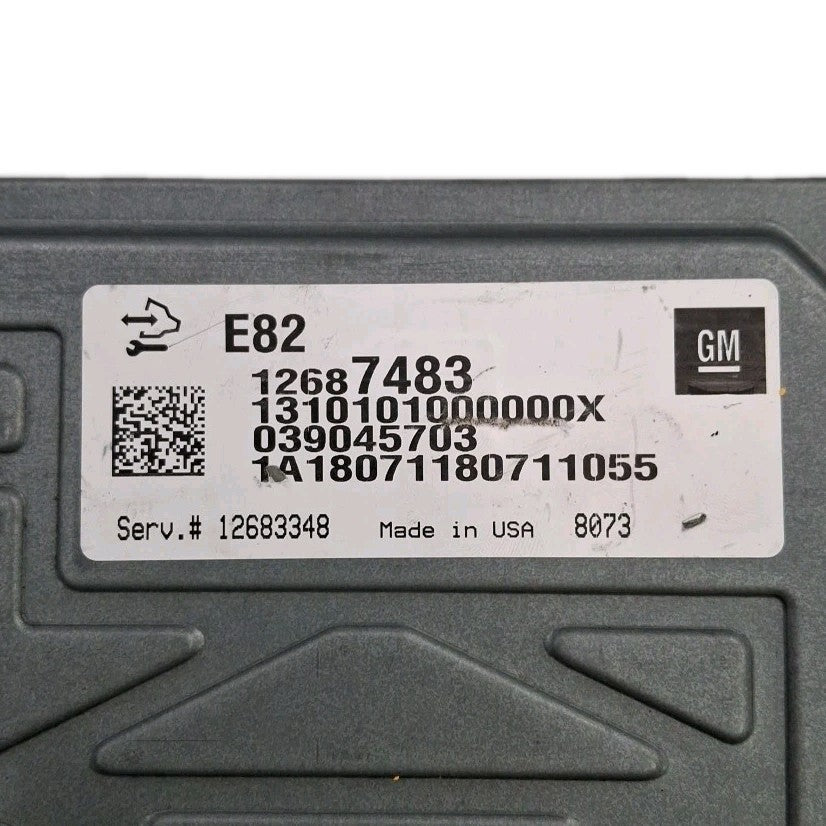 E82
GM
12687483
1310101000000X
039045703
1A18071180711055
Serv.# 12683348 Made in USA 8073